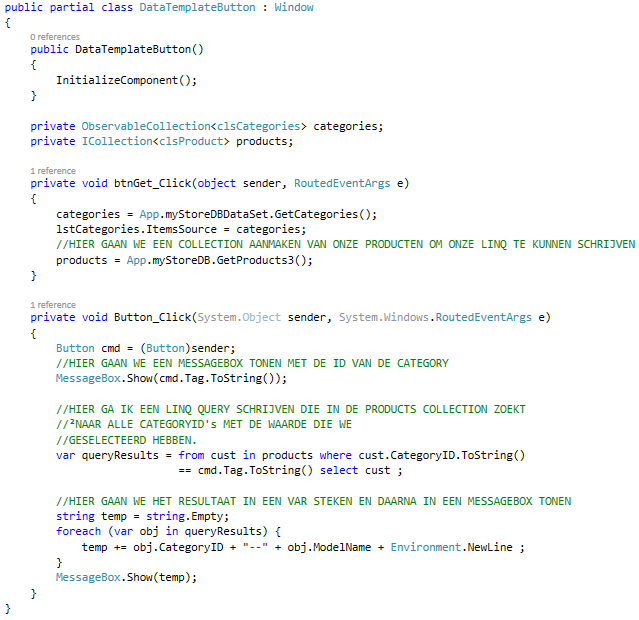 public partial class DataTemplateButton : Window
{
0 references
public DataTemplateButton()
{
InitializeComponent();
}
private ObservableCollection<clsCategories> categories;
private ICollection<clsProduct> products;
1 reference
private void btnGet_Click(object sender, RoutedEventArgs e)
{
categories = App.myStoreDBDataSet.GetCategories();
lstCategories.ItemsSource = categories;
//HIER GAAN WE EEN COLLECTION AANMAKEN VAN ONZE PRODUCTEN OM ONZE LINQ TE KUNNEN SCHRIJVEN
products = App.myStoreDB.GetProducts3();
}
1 reference
private void Button_Click(System.Object sender, System.Windows.RoutedEventArgs e)
{
Button cmd = (Button)sender;
//HIER GAAN WE EEN MESSAGEBOX TONEN MET DE ID VAN DE CATEGORY
MessageBox.Show(cmd.Tag.ToString());
//HIER GA IK EEN LINQ QUERY SCHRIJVEN DIE IN DE PRODUCTS COLLECTION ZOEKT
//²NAAR ALLE CATEGORYID's MET DE WAARDE DIE WE
//GESELECTEERD HEBBEN.
var queryResults = from cust in products where cust.CategoryID.ToString()
== cmd.Tag.ToString() select cust ;
//HIER GAAN WE HET RESULTAAT IN EEN VAR STEKEN EN DAARNA IN EEN MESSAGEBOX TONEN
string temp = string.Empty;
foreach (var obj in queryResults) {
temp += obj.CategoryID + "--" + obj.ModelName + Environment.NewLine ;
}
MessageBox.Show(temp);
}
}